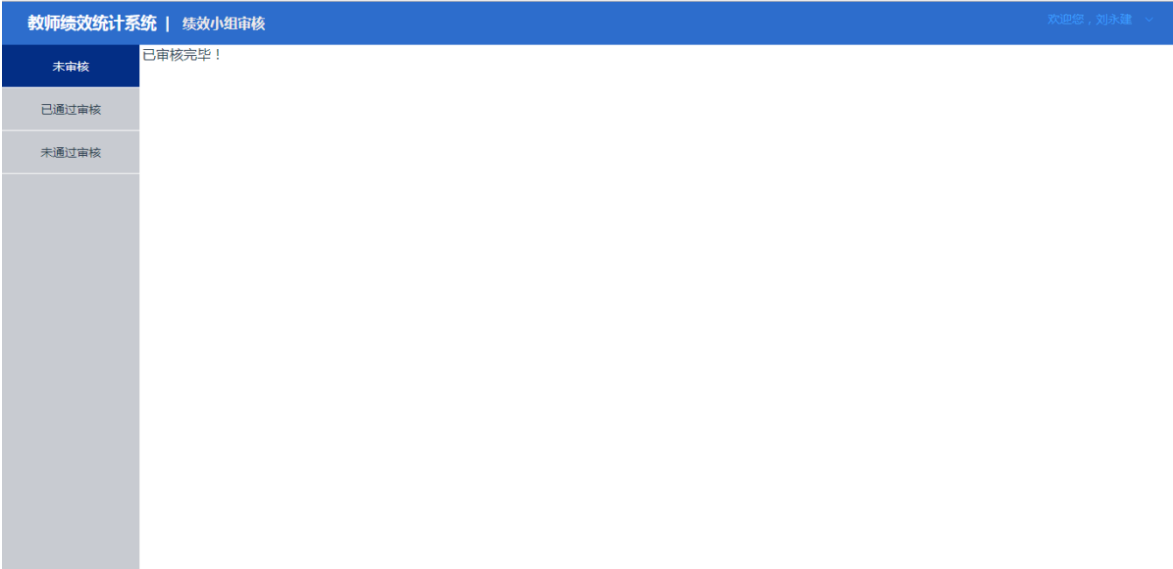 教师绩效统计系统 | 绩效小组审核
欢迎您，刘永建
未审核
已审核完毕！
已通过审核
未通过审核